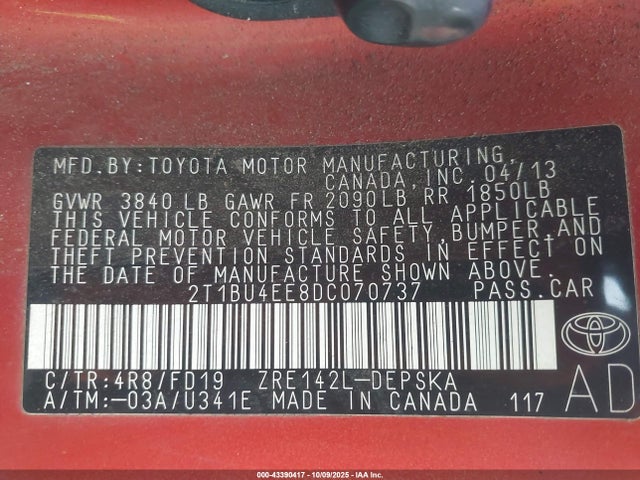 MFD. BY: TOYOTA MOTOR MANUFACTURING,
CANADA, INC. 04/13
GVWR 3840 LB GAWR FR 2090LB, RR 1850LB
THIS VEHICLE CONFORMS TO ALL APPLICABLE
FEDERAL MOTOR VEHICLE SAFETY, BUMPER, AND
THEFT PREVENTION STANDARDS IN EFFECT ON
THE DATE OF MANUFACTURE SHOWN ABOVE.
2T1BU4EE8DC070737 PASS. CAR
C/TR: 4R8/FD19 ZRE142L-DEPSKA
A/TM: -03A/U341E MADE IN CANADA 117
TOYOTA
AD
000-43390417 - 10/09/2025 - IAAI.org